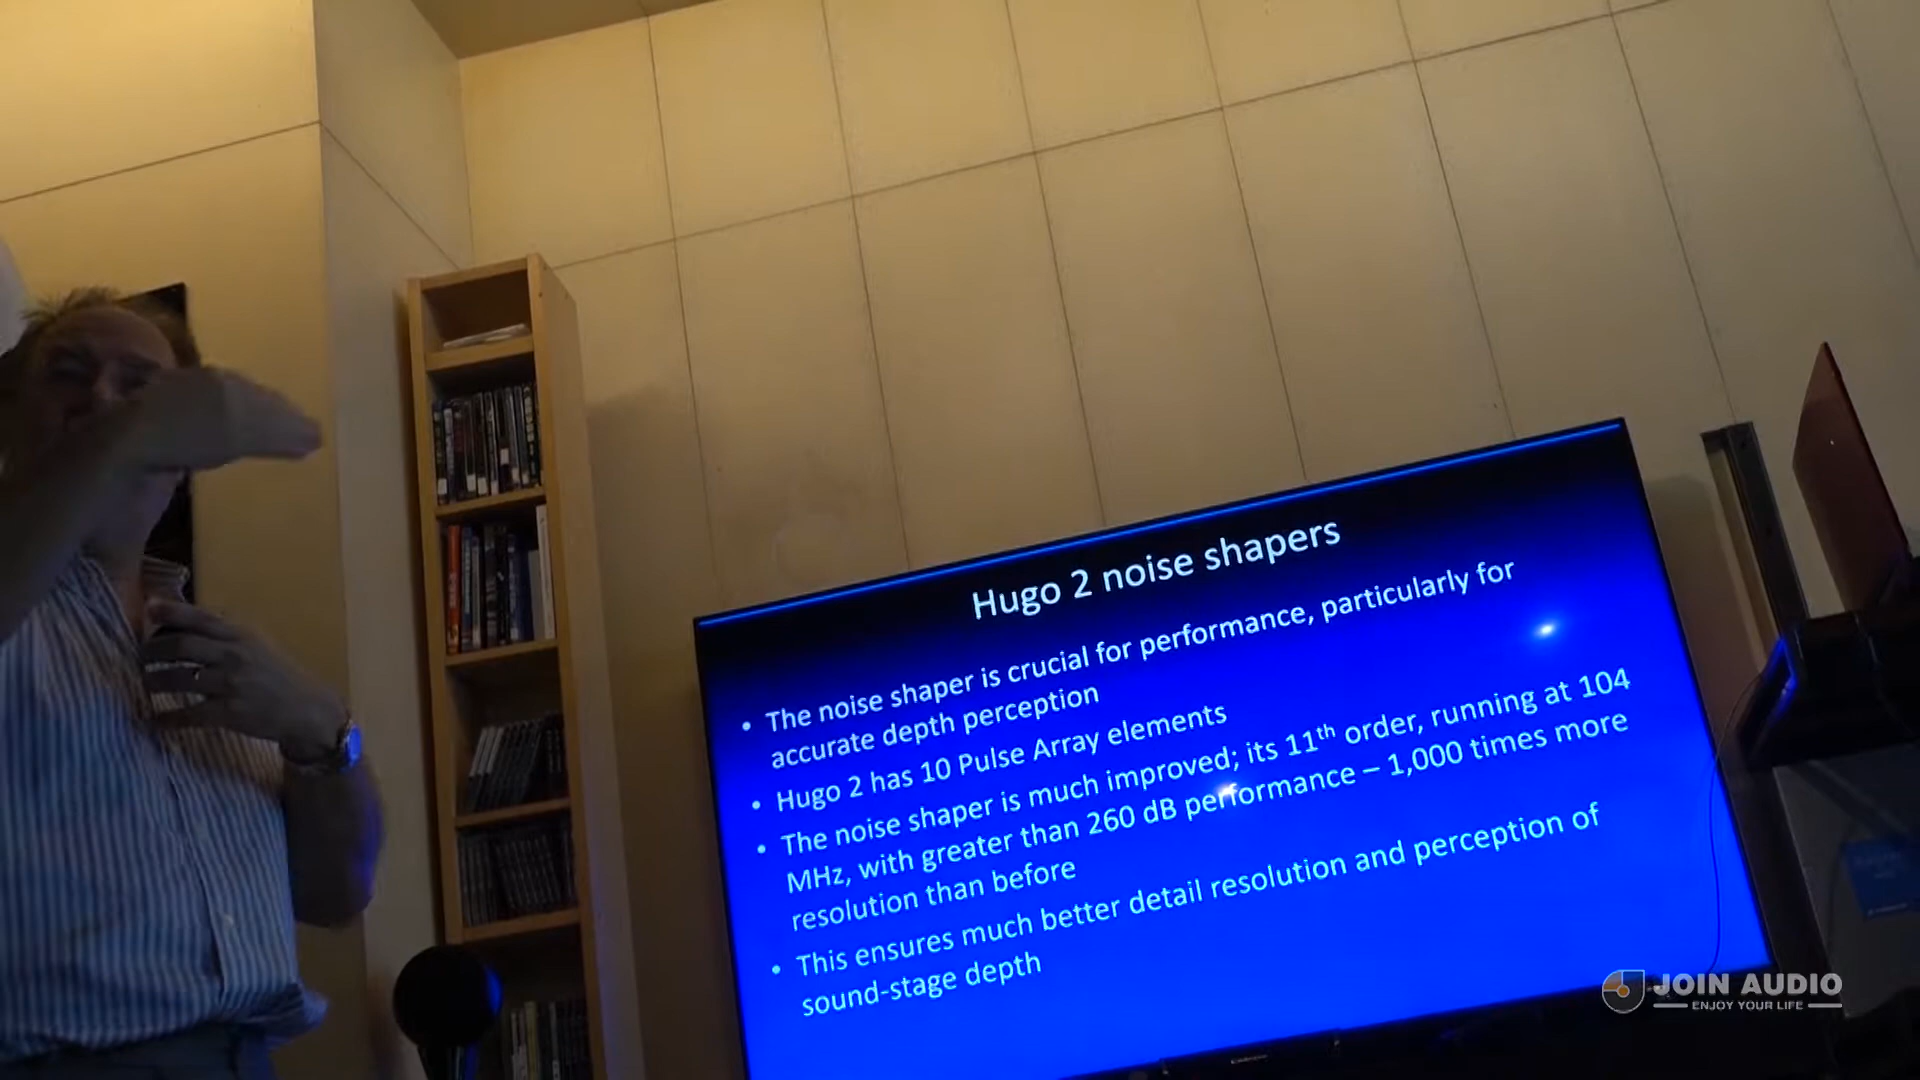 Hugo 2 noise shapers
• The noise shaper is crucial for performance, particularly for
accurate depth perception
• Hugo 2 has 10 Pulse Array elements
• The noise shaper is much improved; its 11th order, running at 104
MHz, with greater than 260 dB performance – 1,000 times more
resolution than before
• This ensures much better detail resolution and perception of
sound-stage depth
JOIN AUDIO
ENJOY YOUR LIFE